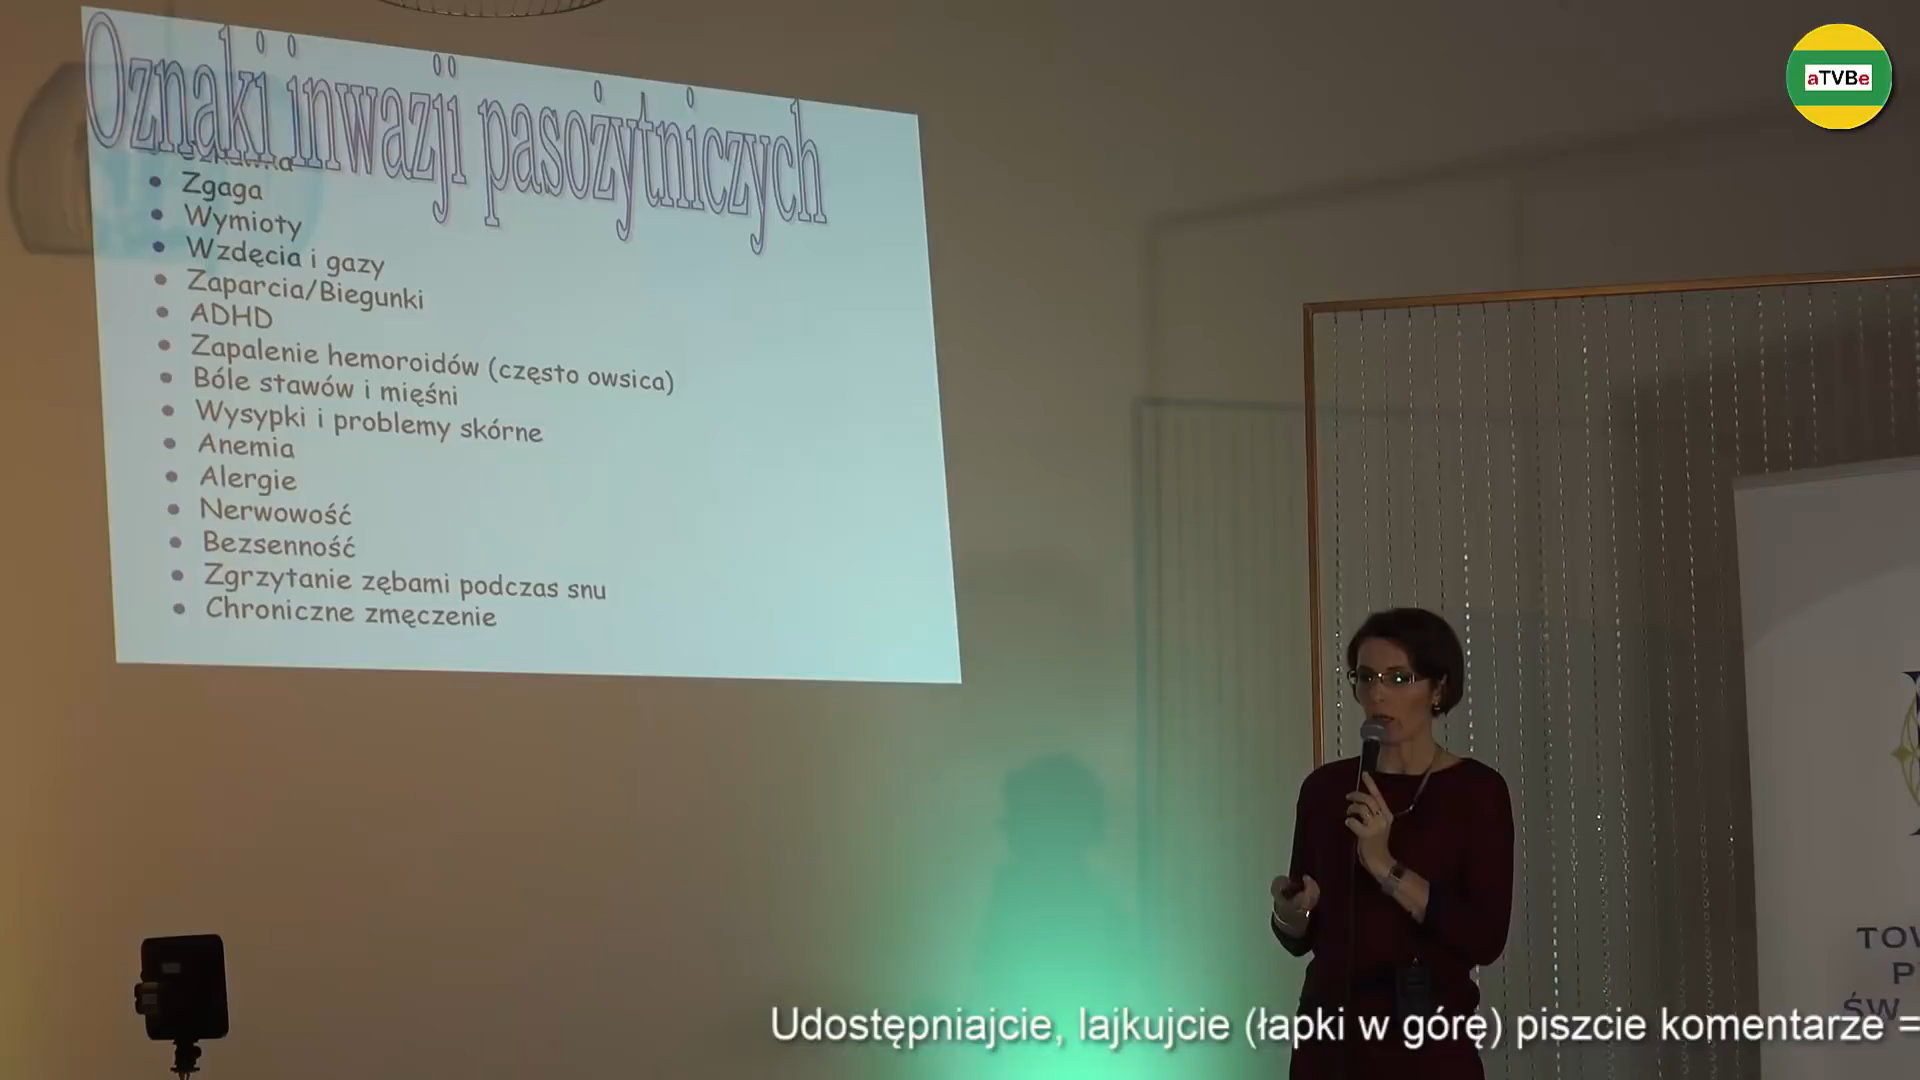 Oznaki inwazji pasożytniczych
• Zgaga
• Wymioty
• Wzdęcia i gazy
• Zaparcia/Biegunki
• ADHD
• Zapalenie hemoroidów (często owsica)
• Bóle stawów i mięśni
• Wysypki i problemy skórne
• Anemia
• Alergie
• Nerwowość
• Bezsenność
• Zgrzytanie zębami podczas snu
• Chroniczne zmęczenie
aTVBe
ŚW
Udostępniajcie, lajkujcie (łapki w górę) piszcie komentarze =